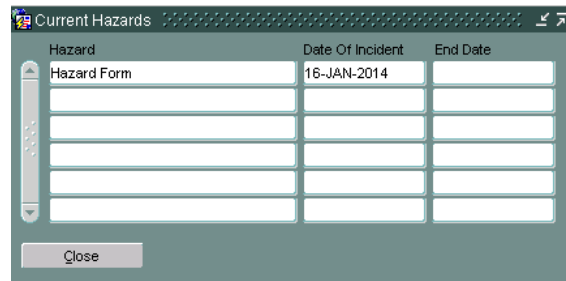 Current Hazards
Hazard Date Of Incident End Date
Hazard Form 16-JAN-2014
Close